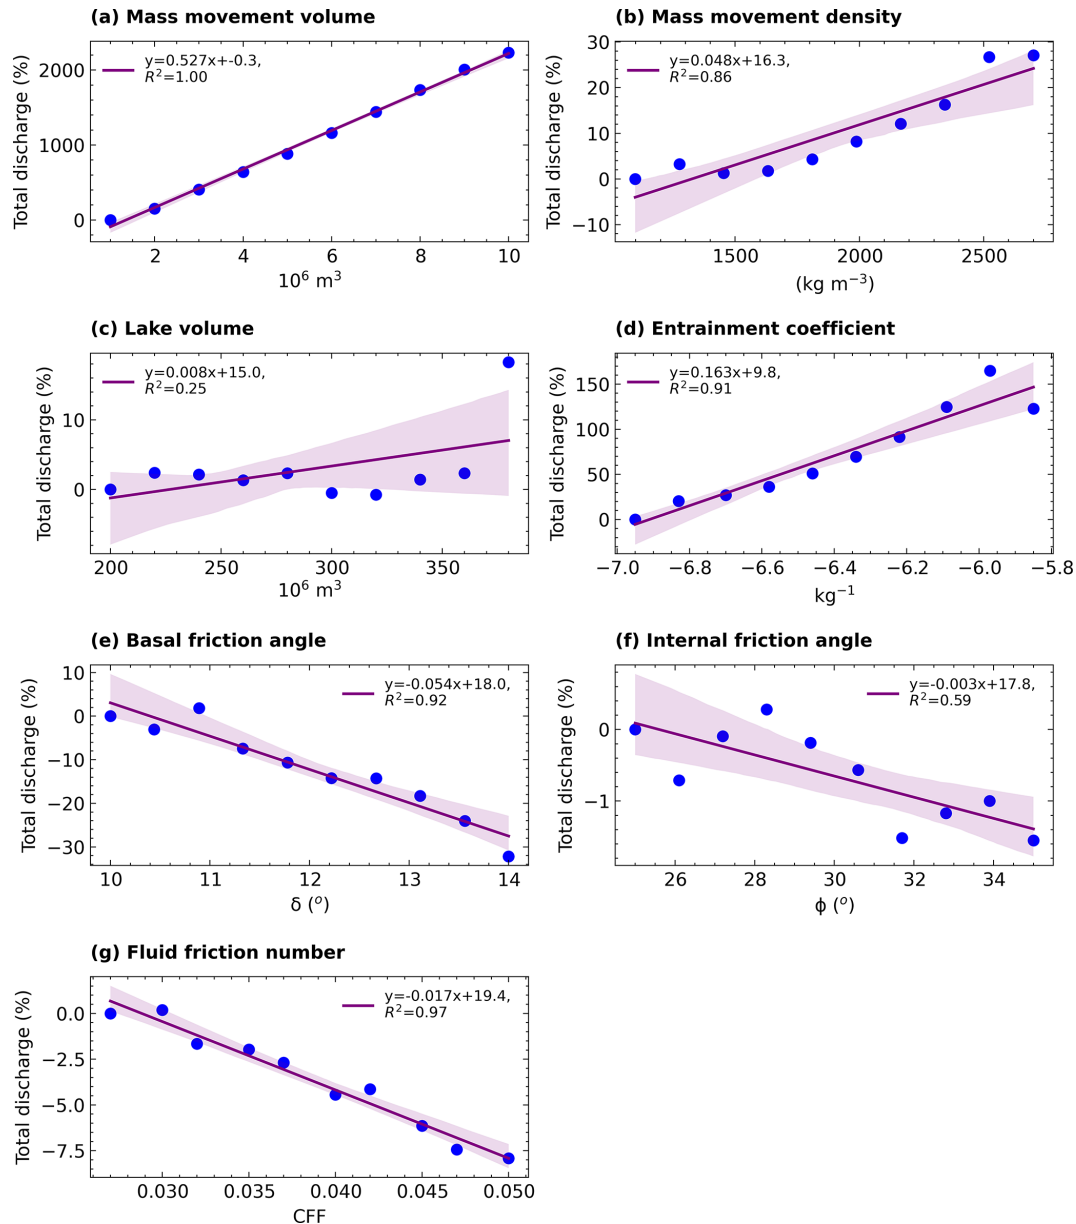 (a) Mass movement volume
y=0.527x+-0.3,
R²=1.00
Total discharge (%)
2000
1000
0
2 4 6 8 10
10⁶ m³
(b) Mass movement density
y=0.048x+16.3,
R²=0.86
Total discharge (%)
30
20
10
0
−10
1500 2000 2500
(kg m⁻³)
(c) Lake volume
y=0.008x+15.0,
R²=0.25
Total discharge (%)
10
0
200 250 300 350
10⁶ m³
(d) Entrainment coefficient
y=0.163x+9.8,
R²=0.91
Total discharge (%)
150
100
50
0
−7.0 −6.8 −6.6 −6.4 −6.2 −6.0 −5.8
kg⁻¹
(e) Basal friction angle
y=-0.054x+18.0,
R²=0.92
Total discharge (%)
10
0
−10
−20
−30
10 11 12 13 14
δ (°)
(f) Internal friction angle
y=-0.003x+17.8,
R²=0.59
Total discharge (%)
0
−1
26 28 30 32 34
ϕ (°)
(g) Fluid friction number
y=-0.017x+19.4,
R²=0.97
Total discharge (%)
0.0
−2.5
−5.0
−7.5
0.030 0.035 0.040 0.045 0.050
CFF